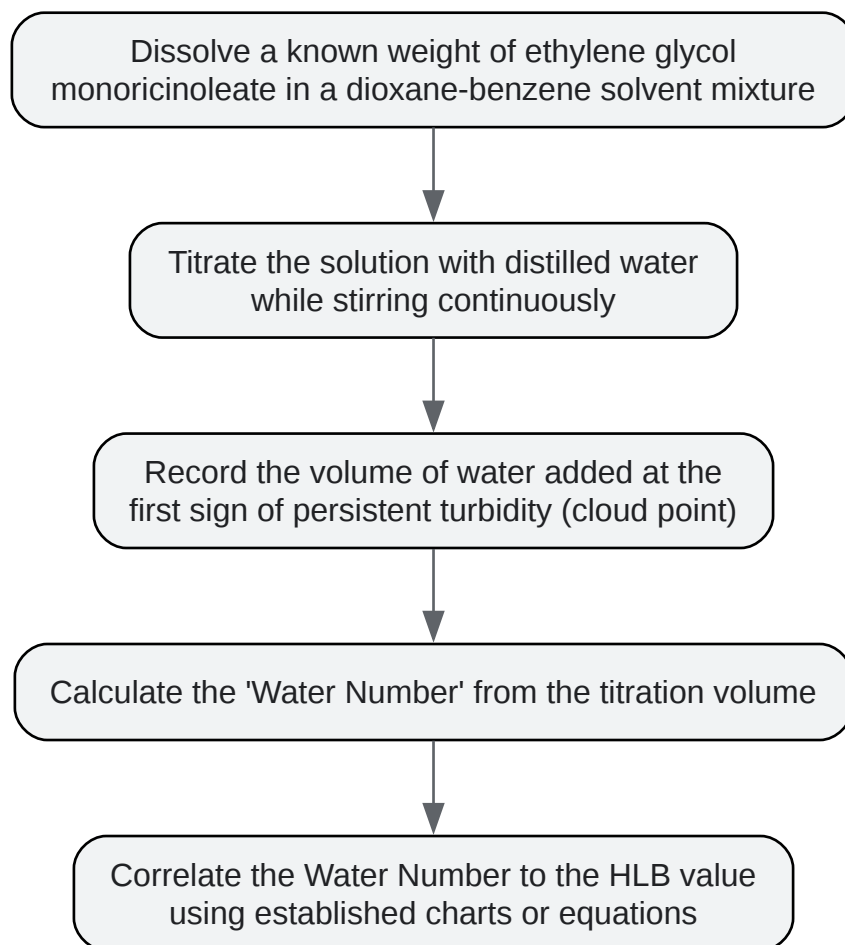 Dissolve a known weight of ethylene glycol
monoricinoleate in a dioxane-benzene solvent mixture
Titrate the solution with distilled water
while stirring continuously
Record the volume of water added at the
first sign of persistent turbidity (cloud point)
Calculate the 'Water Number' from the titration volume
Correlate the Water Number to the HLB value
using established charts or equations